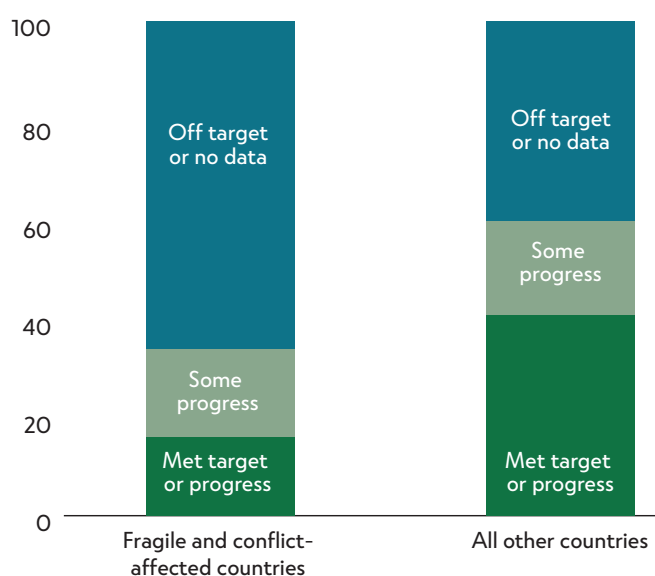 100
80
60
40
20
0
Off target
or no data
Some
progress
Met target
or progress
Off target
or no data
Some
progress
Met target
or progress
Fragile and conflict-
affected countries
All other countries